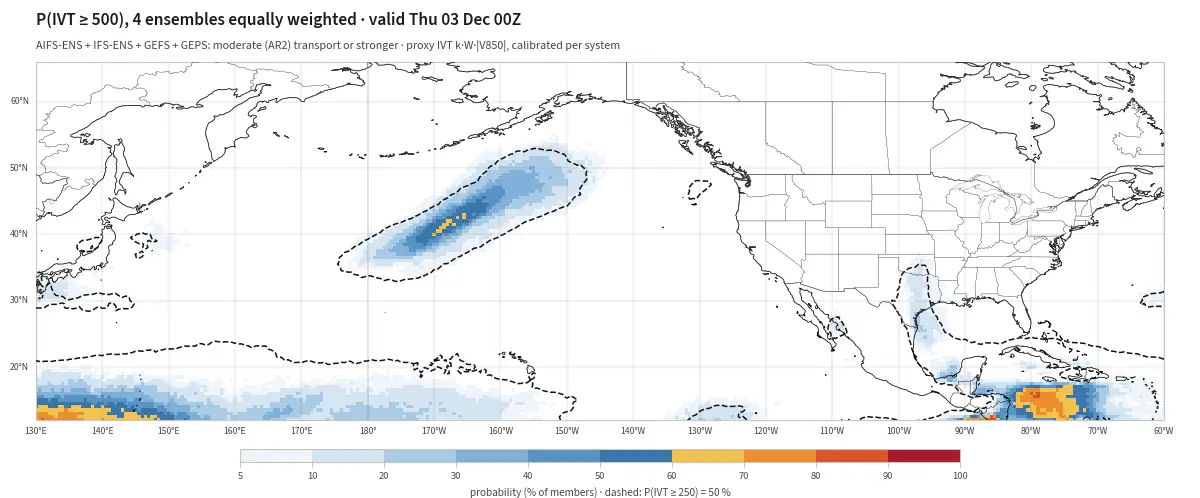 P(IVT ≥ 500), 4 ensembles equally weighted · valid Thu 03 Dec 00Z
AIFS-ENS + IFS-ENS + GEFS + GEPS: moderate (AR2) transport or stronger · proxy IVT k·W·|V850|, calibrated per system
60°N
50°N
40°N
30°N
20°N
130°E 140°E 150°E 160°E 180° 170°W 160°W 150°W 140°W 130°W 120°W 110°W 100°W 90°W 80°W 70°W 60°W
5 10 20 30 40 50 60 70 80 90 100
probability (% of members) · dashed: P(IVT ≥ 250) = 50 %